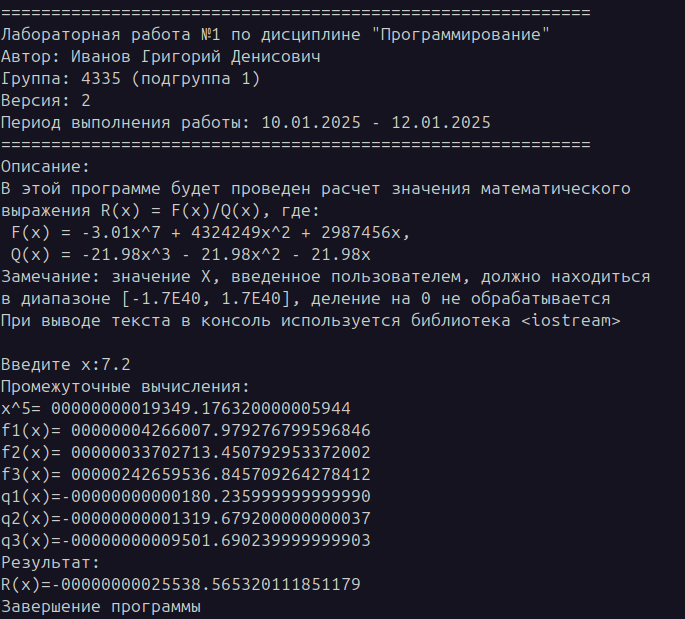 ===========================================================
Лабораторная работа №1 по дисциплине "Программирование"
Автор: Иванов Григорий Денисович
Группа: 4335 (подгруппа 1)
Версия: 2
Период выполнения работы: 10.01.2025 - 12.01.2025
===========================================================
Описание:
В этой программе будет проведен расчет значения математического
выражения R(x) = F(x)/Q(x), где:
F(x) = -3.01x^7 + 4324249x^2 + 2987456x,
Q(x) = -21.98x^3 - 21.98x^2 - 21.98x
Замечание: значение X, введенное пользователем, должно находиться
в диапазоне [-1.7E40, 1.7E40], деление на 0 не обрабатывается
При выводе текста в консоль используется библиотека <iostream>
Введите x:7.2
Промежуточные вычисления:
x^5= 00000000019349.176320000005944
f1(x)= 00000004266007.979276799596846
f2(x)= 00000033702713.450792953372002
f3(x)= 00000242659536.845709264278412
q1(x)=-00000000000180.235999999999990
q2(x)=-00000000001319.679200000000037
q3(x)=-00000000009501.690239999999903
Результат:
R(x)=-00000000025538.565320111851179
Завершение программы